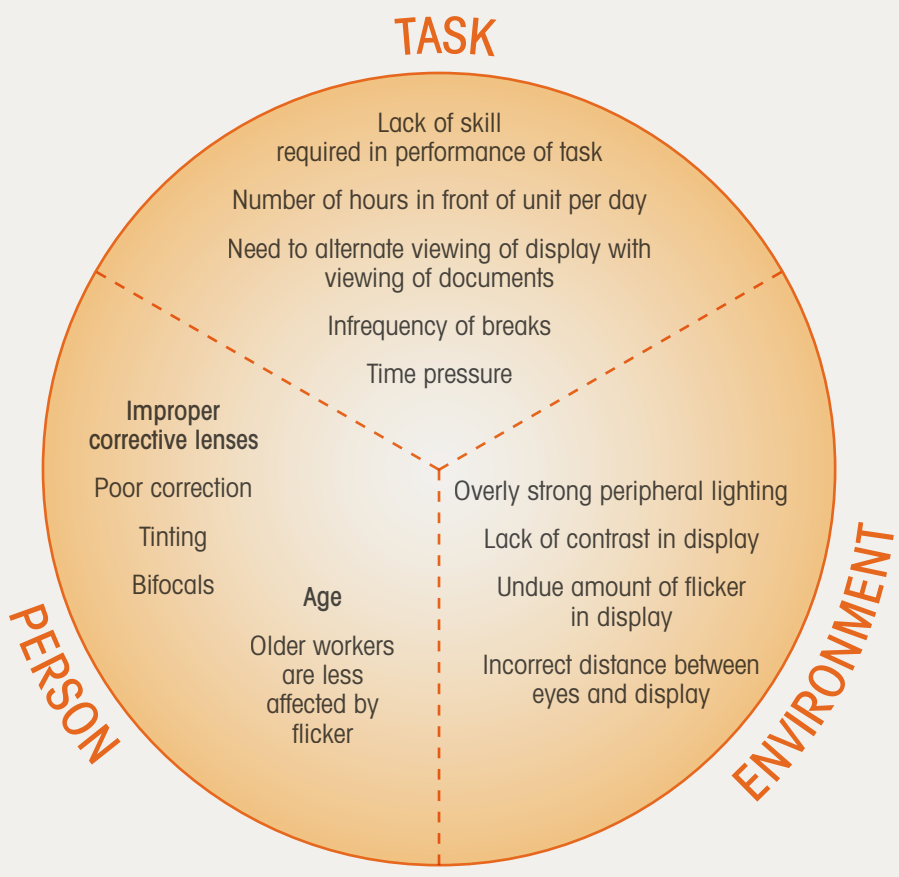 TASK
Lack of skill
required in performance of task
Number of hours in front of unit per day
Need to alternate viewing of display with
viewing of documents
Infrequency of breaks
Time pressure
PERSON
Improper
corrective lenses
Poor correction
Tinting
Bifocals
Age
Older workers
are less
affected by
flicker
ENVIRONMENT
Overly strong peripheral lighting
Lack of contrast in display
Undue amount of flicker
in display
Incorrect distance between
eyes and display